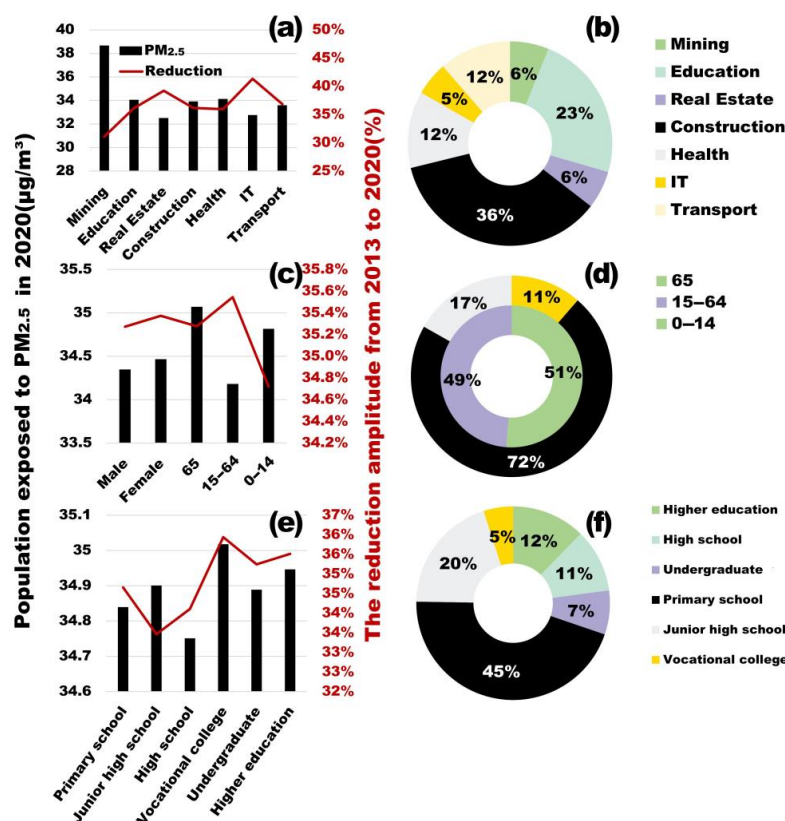 Population exposed to PM2.5 in 2020(μg/m³)
The reduction amplitude from 2013 to 2020(%)
(a)
PM2.5
Reduction
40
38
36
34
32
30
28
50%
45%
40%
35%
30%
25%
Mining
Education
Real Estate
Construction
Health
IT
Transport
(b)
6%
23%
6%
36%
12%
5%
12%
Mining
Education
Real Estate
Construction
Health
IT
Transport
(c)
35.5
35
34.5
34
33.5
35.8%
35.6%
35.4%
35.2%
35.0%
34.8%
34.6%
34.4%
34.2%
Male
Female
65
15–64
0–14
(d)
17%
11%
49%
51%
72%
65
15–64
0–14
(e)
35.1
35
34.9
34.8
34.7
34.6
37%
36%
36%
35%
35%
34%
34%
33%
33%
32%
Primary school
Junior high school
High school
Vocational college
Undergraduate
Higher education
(f)
5%
12%
11%
7%
45%
20%
Higher education
High school
Undergraduate
Primary school
Junior high school
Vocational college